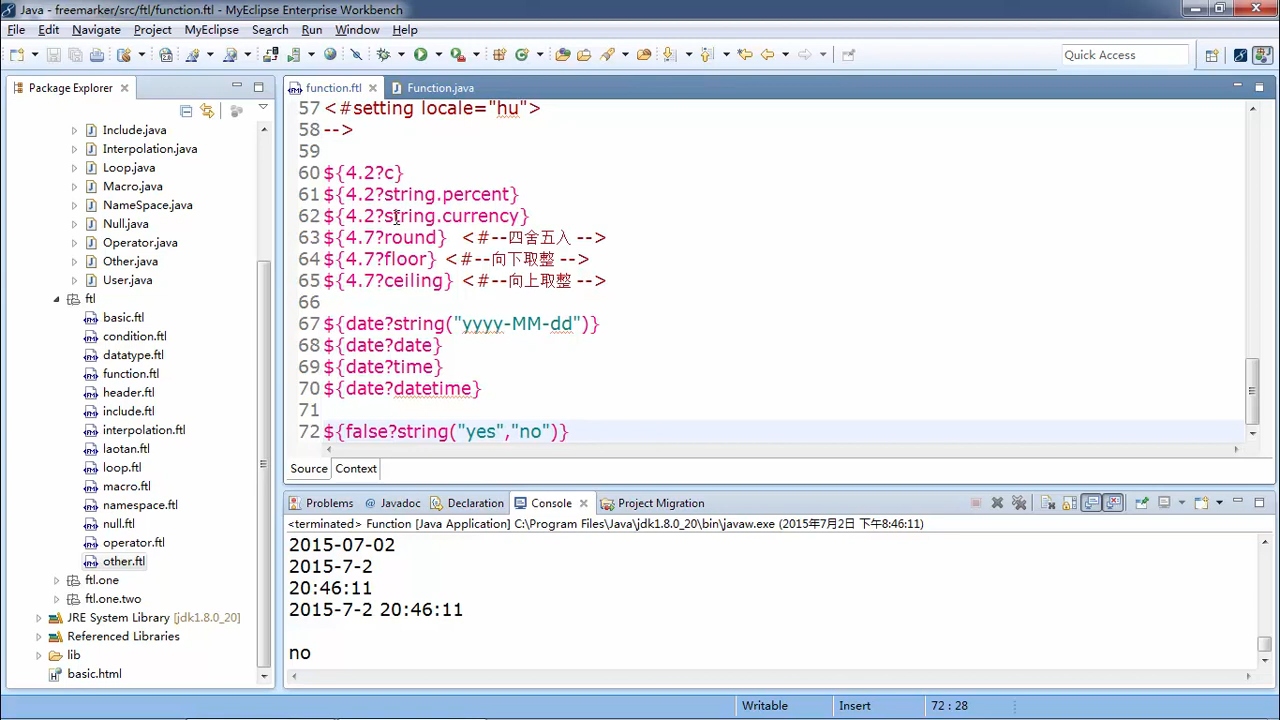 Java - freemarker/src/ftl/function.ftl - MyEclipse Enterprise Workbench
File Edit Navigate Project MyEclipse Search Run Window Help
Quick Access
Package Explorer
Include.java
Interpolation.java
Loop.java
Macro.java
NameSpace.java
Null.java
Operator.java
Other.java
User.java
ftl
basic.ftl
condition.ftl
datatype.ftl
function.ftl
header.ftl
include.ftl
interpolation.ftl
laotan.ftl
loop.ftl
macro.ftl
namespace.ftl
null.ftl
operator.ftl
other.ftl
ftl.one
ftl.one.two
JRE System Library [jdk1.8.0_20]
Referenced Libraries
lib
basic.html
function.ftl Function.java
57 <#setting locale="hu">
58 -->
59
60 ${4.2?c}
61 ${4.2?string.percent}
62 ${4.2?string.currency}
63 ${4.7?round} <#--四舍五入 -->
64 ${4.7?floor} <#--向下取整 -->
65 ${4.7?ceiling} <#--向上取整 -->
66
67 ${date?string("yyyy-MM-dd")}
68 ${date?date}
69 ${date?time}
70 ${date?datetime}
71
72 ${false?string("yes","no")}
Source Context
Problems @ Javadoc Declaration Console Project Migration
<terminated> Function [Java Application] C:\Program Files\Java\jdk1.8.0_20\bin\javaw.exe (2015年7月2日 下午8:46:11)
2015-07-02
2015-7-2
20:46:11
2015-7-2 20:46:11
no
Writable Insert 72 : 28